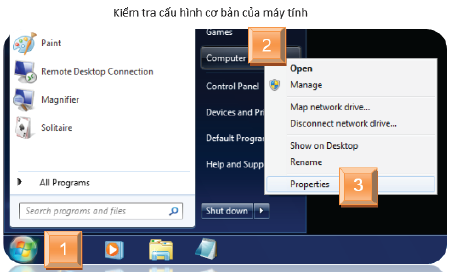 Kiểm tra cấu hình cơ bản của máy tính
Paint
Remote Desktop Connection
Magnifier
Solitaire
All Programs
Search programs and files
Games
Computer
Control Panel
Devices and Pri
Default Progra
Help and Supp
Shut down
Open
Manage
Map network drive...
Disconnect network drive...
Show on Desktop
Rename
Properties
1
2
3